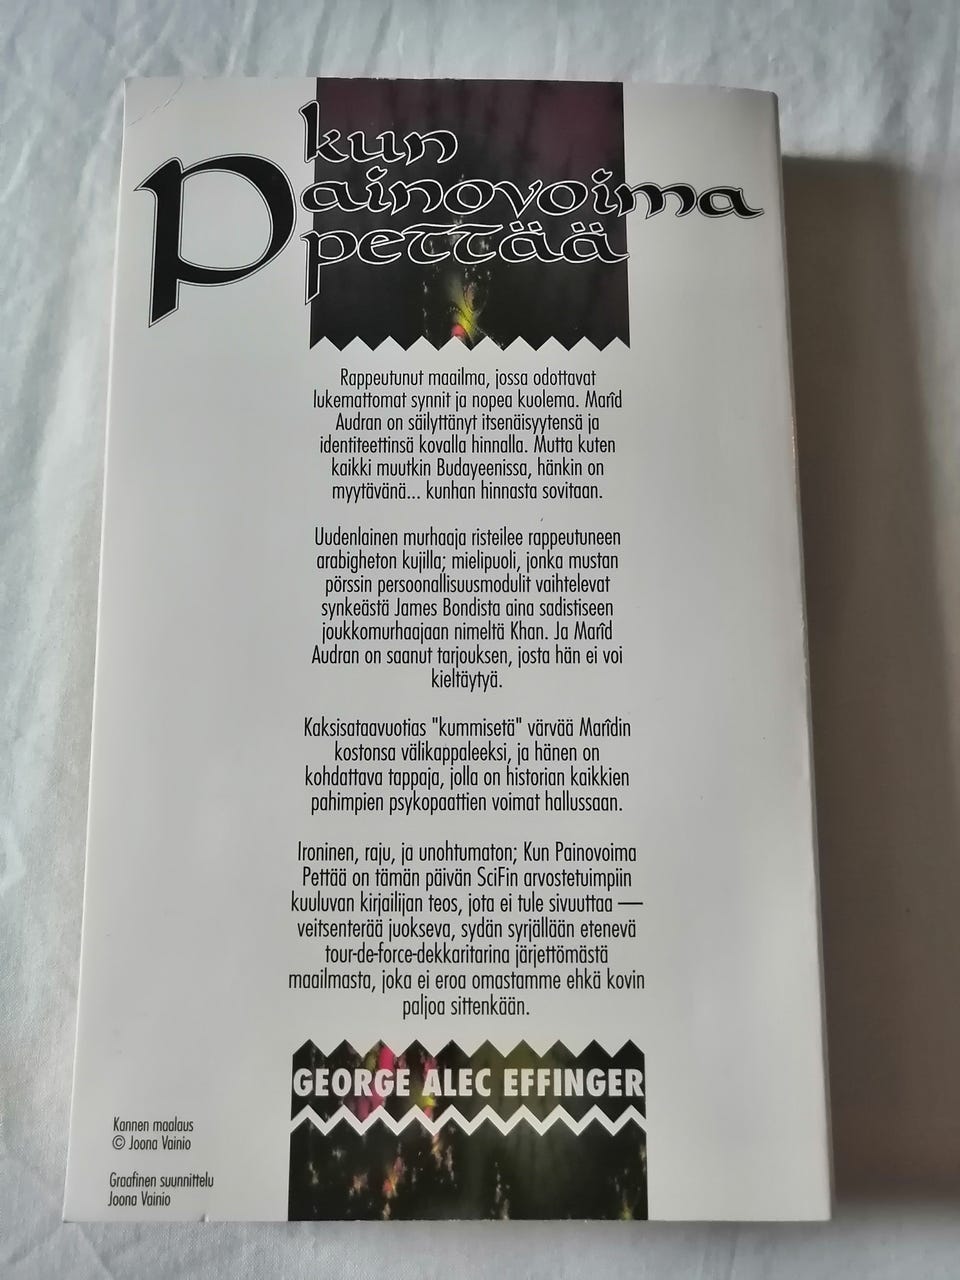 kun
Painovoima
pettää
Rappeutunut maailma, jossa odottavat
lukemattomat synnit ja nopea kuolema. Marîd
Audran on säilyttänyt itsenäisyytensä ja
identiteettinsä kovalla hinnalla. Mutta kuten
kaikki muutkin Budayeenissa, hänkin on
myytävänä... kunhan hinnasta sovitaan.
Uudenlainen murhaaja risteilee rappeutuneen
arabigheton kujilla; mielipuoli, jonka mustan
pörssin persoonallisuusmodulit vaihtelevat
synkeästä James Bondista aina sadistiseen
joukkomurhaajaan nimeltä Khan. Ja Marîd
Audran on saanut tarjouksen, josta hän ei voi
kieltäytyä.
Kaksisataavuotias "kummisetä" värvää Marîdin
kostonsa välikappaleeksi, ja hänen on
kohdattava tappaja, jolla on historian kaikkien
pahimpien psykopaattien voimat hallussaan.
Ironinen, raju, ja unohtumaton; Kun Painovoima
Pettää on tämän päivän SciFin arvostetuimpiin
kuuluvan kirjailijan teos, jota ei tule sivuuttaa —
veitsenterää juokseva, sydän syrjällään etenevä
tour-de-force-dekkaritarina järjettömästä
maailmasta, joka ei eroa omastamme ehkä kovin
paljoa sittenkään.
GEORGE ALEC EFFINGER
Kannen maalaus
© Joona Vainio
Graafinen suunnittelu
Joona Vainio